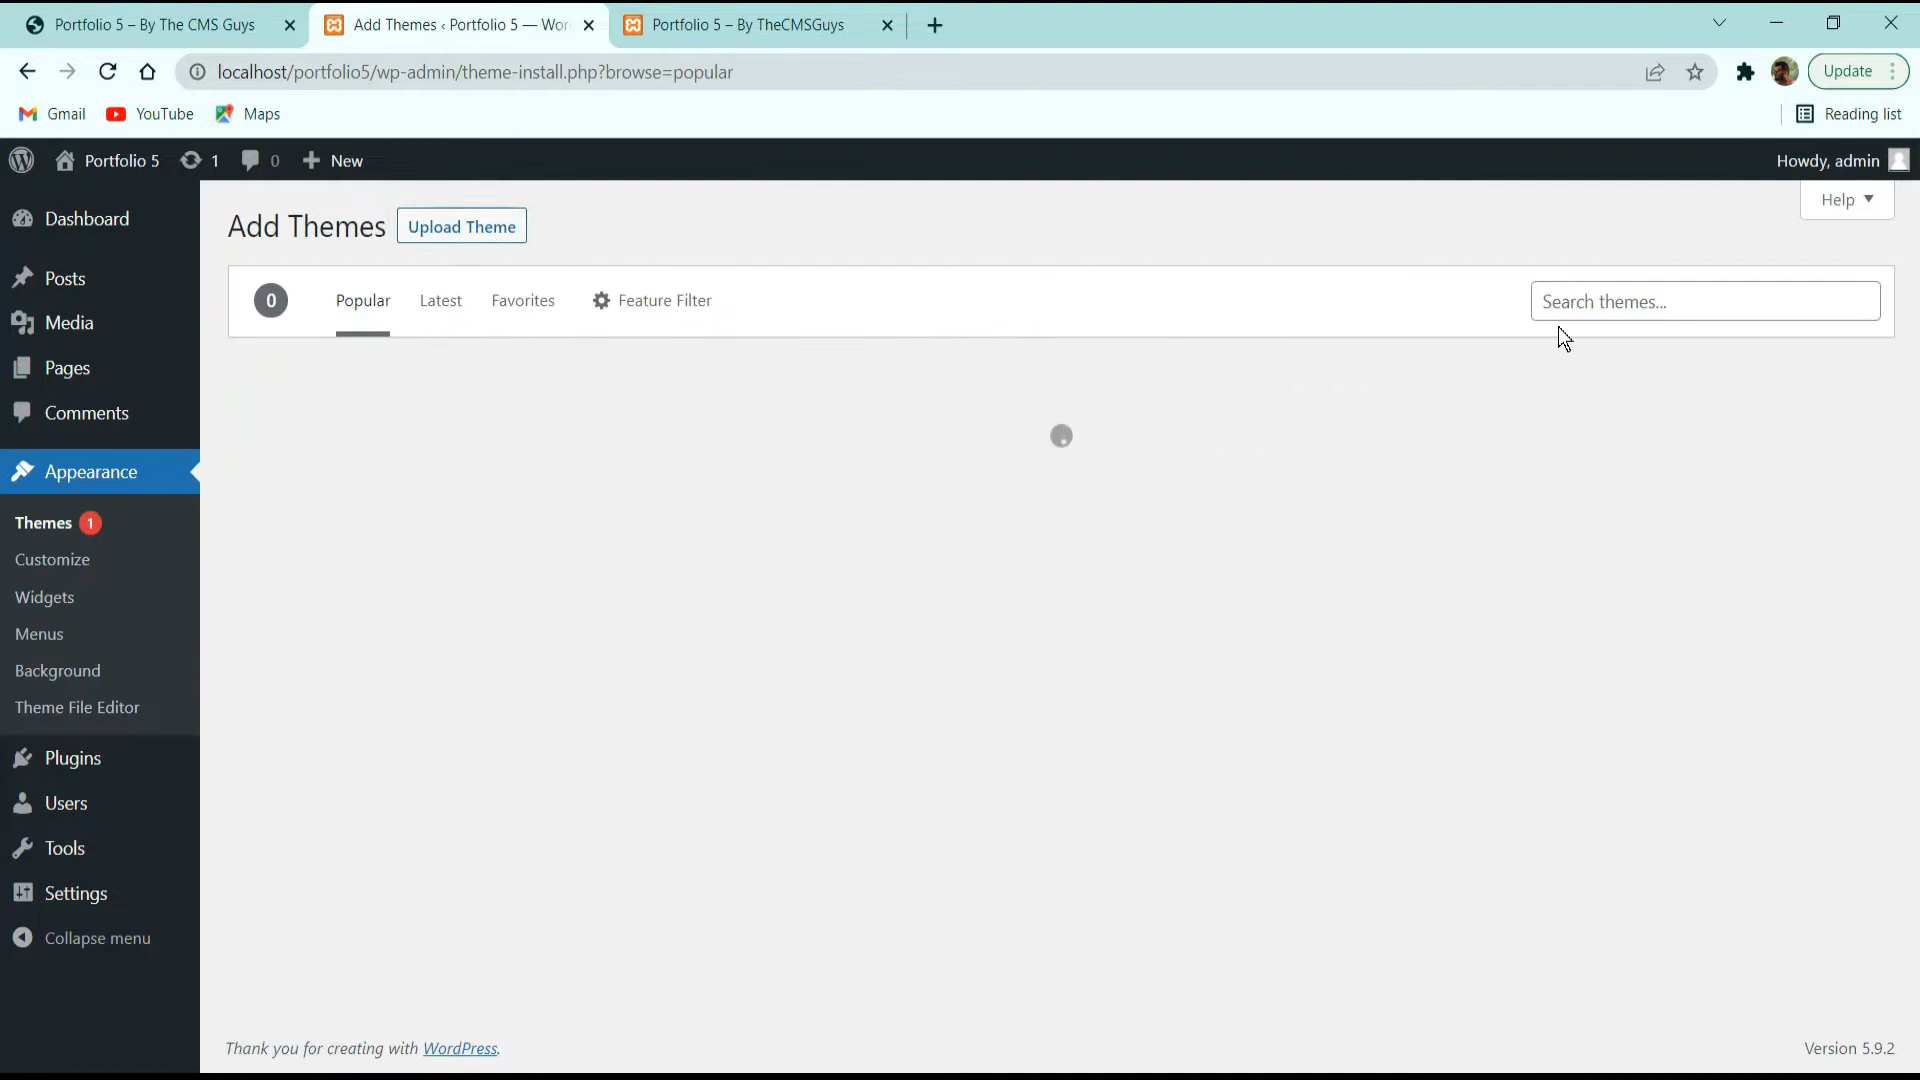 Portfolio 5 – By The CMS Guys
Add Themes ‹ Portfolio 5 — Wor
Portfolio 5 – By TheCMSGuys
localhost/portfolio5/wp-admin/theme-install.php?browse=popular
Update
Gmail
YouTube
Maps
Reading list
Portfolio 5
1
0
New
Howdy, admin
Dashboard
Posts
Media
Pages
Comments
Appearance
Themes 1
Customize
Widgets
Menus
Background
Theme File Editor
Plugins
Users
Tools
Settings
Collapse menu
Help
Add Themes
Upload Theme
0
Popular
Latest
Favorites
Feature Filter
Search themes...
Thank you for creating with WordPress.
Version 5.9.2